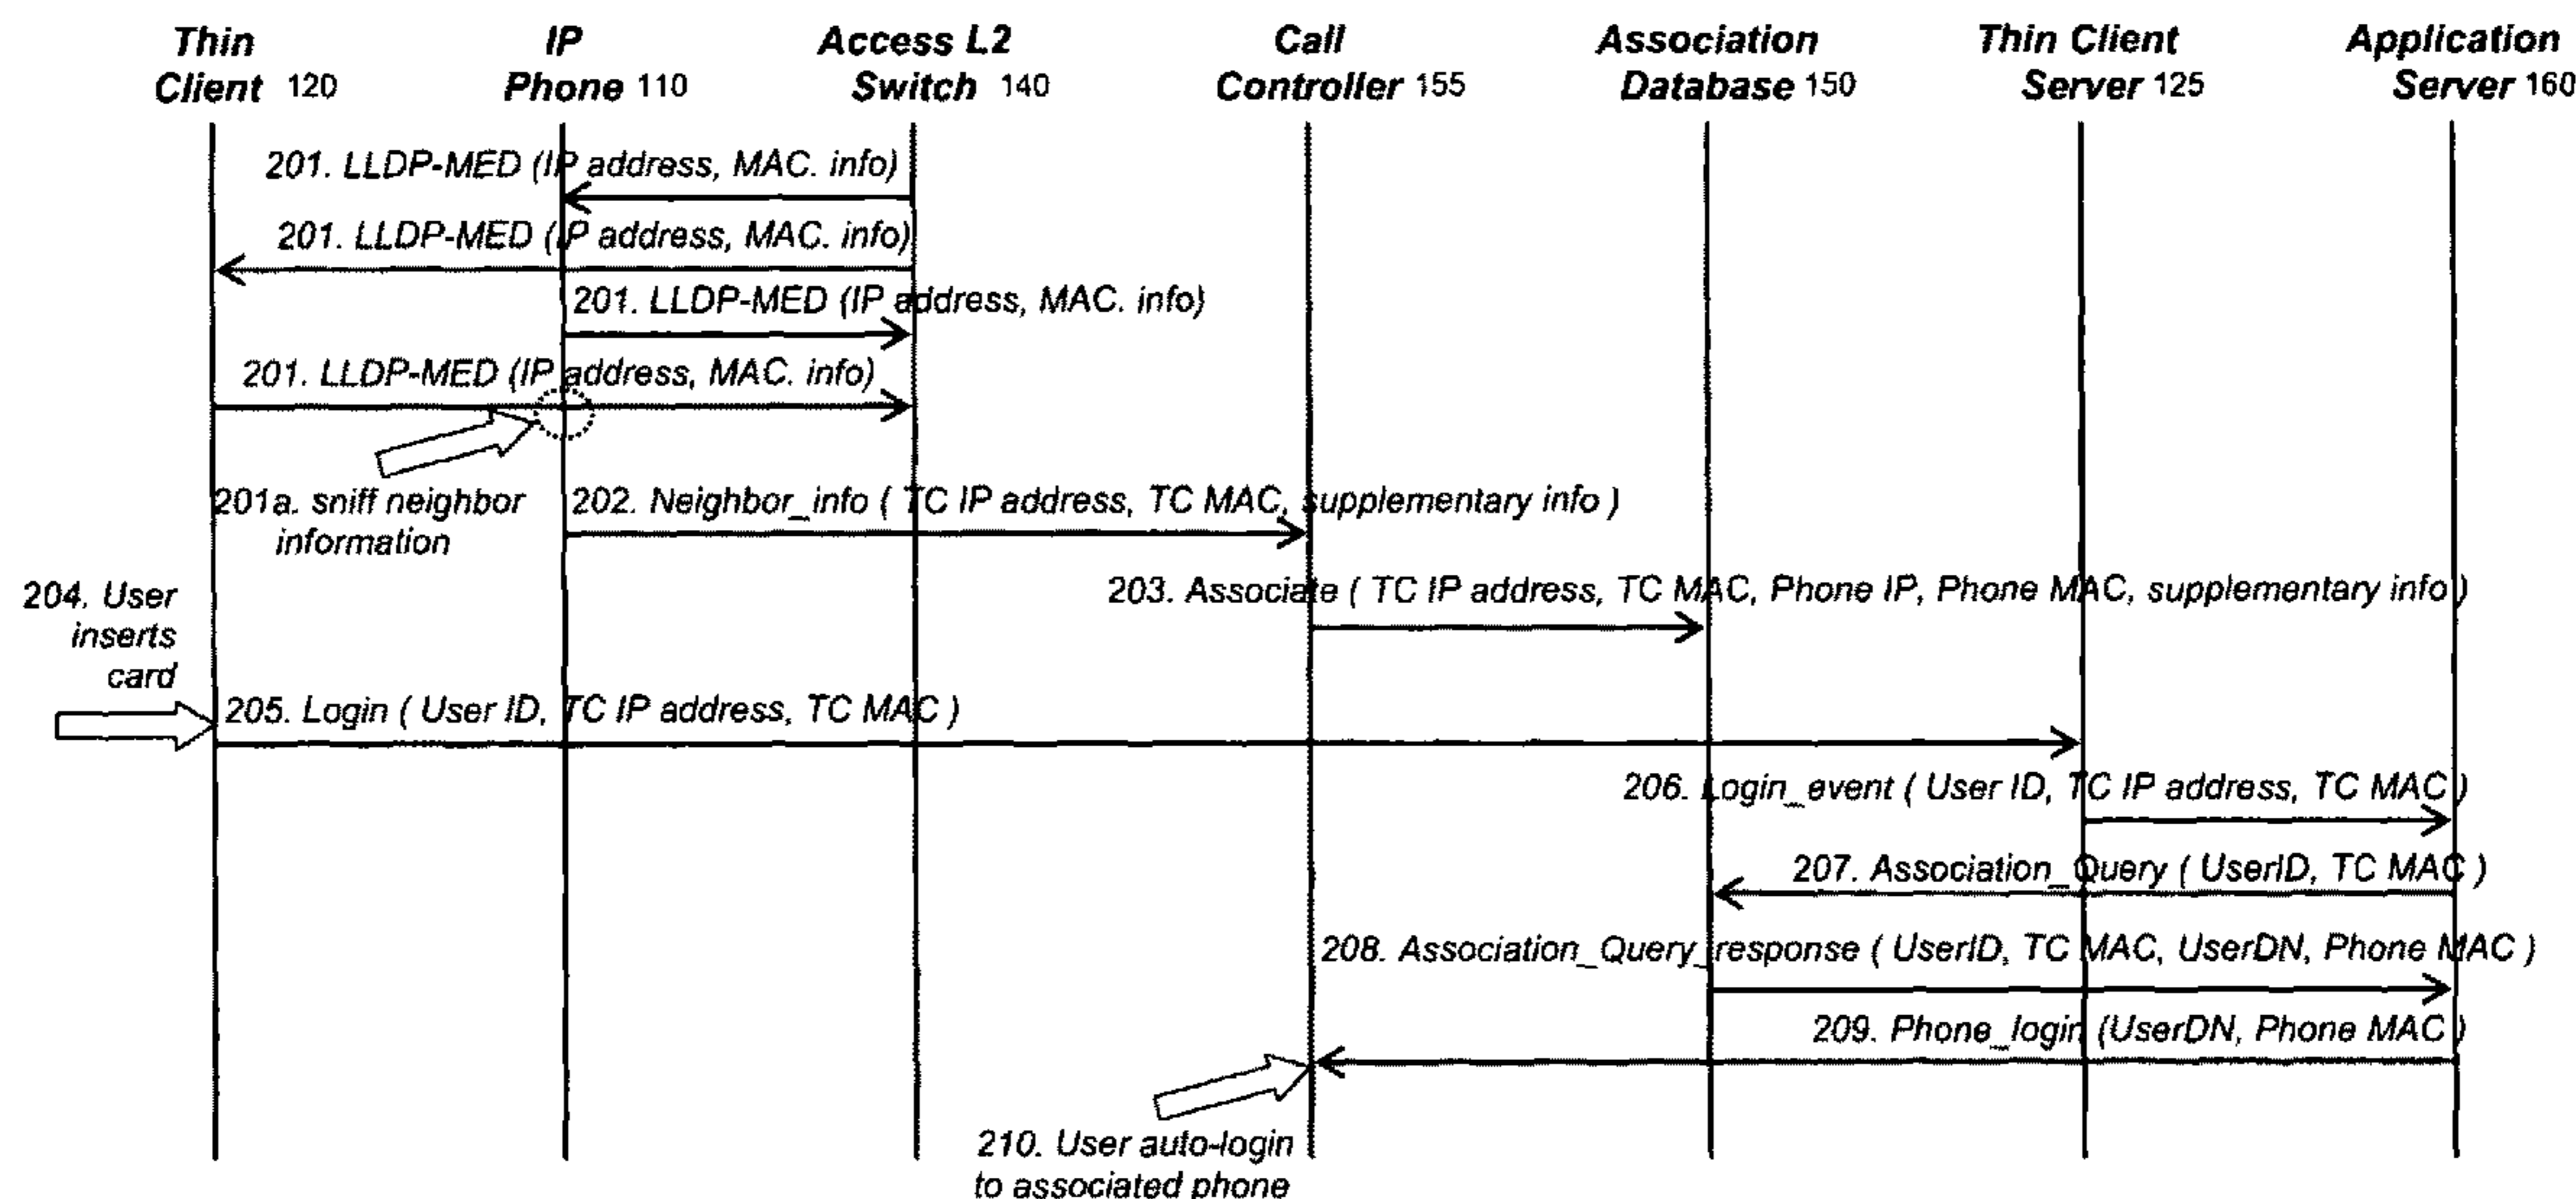 Thin
Client 120
IP
Phone 110
Access L2
Switch 140
Call
Controller 155
Association
Database 150
Thin Client
Server 125
Application
Server 160
201. LLDP-MED (IP address, MAC. info)
201. LLDP-MED (IP address, MAC. info)
201. LLDP-MED (IP address, MAC. info)
201. LLDP-MED (IP address, MAC. info)
201a. sniff neighbor
information
202. Neighbor_info ( TC IP address, TC MAC, supplementary info )
203. Associate ( TC IP address, TC MAC, Phone IP, Phone MAC, supplementary info )
204. User
inserts
card
205. Login ( User ID, TC IP address, TC MAC )
206. Login_event ( User ID, TC IP address, TC MAC )
207. Association_Query ( UserID, TC MAC )
208. Association_Query_response ( UserID, TC MAC, UserDN, Phone MAC )
209. Phone_login (UserDN, Phone MAC )
210. User auto-login
to associated phone